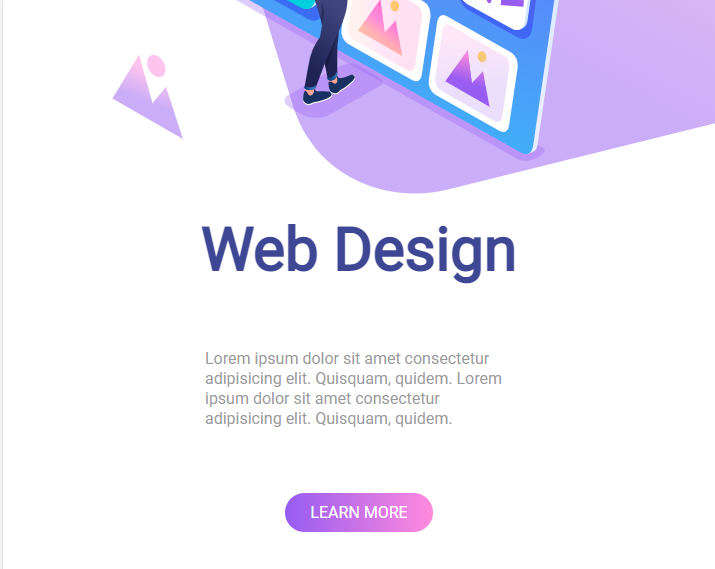 Web Design
Lorem ipsum dolor sit amet consectetur
adipisicing elit. Quisquam, quidem. Lorem
ipsum dolor sit amet consectetur
adipisicing elit. Quisquam, quidem.
LEARN MORE